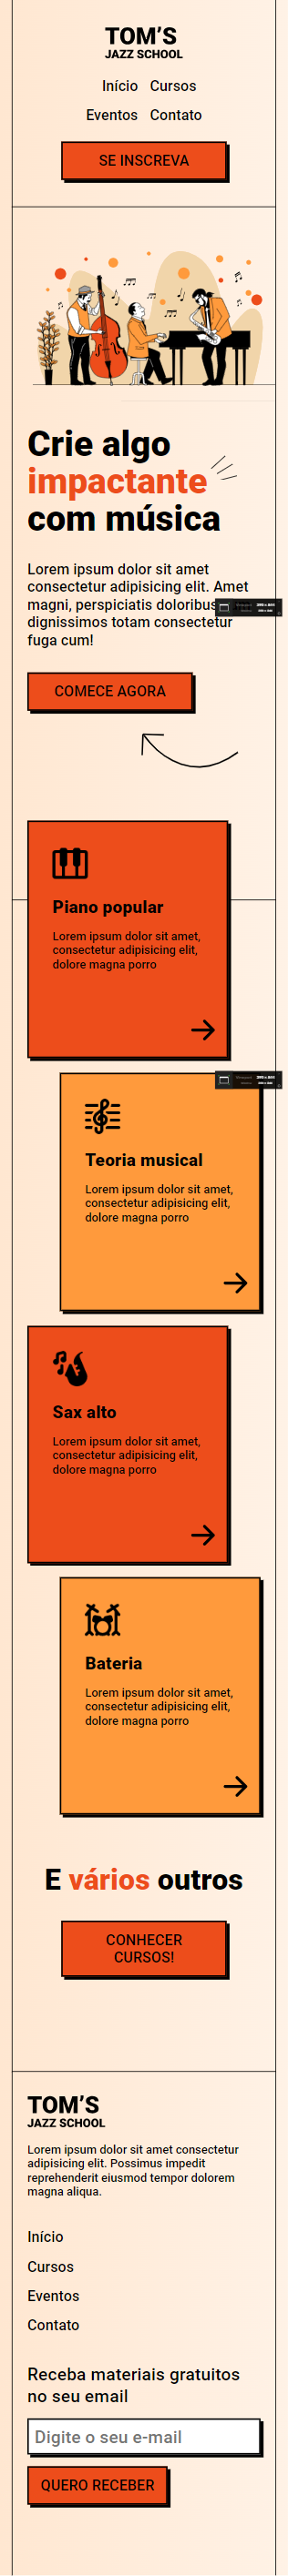 TOM'S
JAZZ SCHOOL
Início Cursos
Eventos Contato
SE INSCREVA
Crie algo
impactante
com música
Lorem ipsum dolor sit amet
consectetur adipisicing elit. Amet
magni, perspiciatis doloribus
dignissimos totam consectetur
fuga cum!
COMECE AGORA
Piano popular
Lorem ipsum dolor sit amet,
consectetur adipisicing elit,
dolore magna porro
Teoria musical
Lorem ipsum dolor sit amet,
consectetur adipisicing elit,
dolore magna porro
Sax alto
Lorem ipsum dolor sit amet,
consectetur adipisicing elit,
dolore magna porro
Bateria
Lorem ipsum dolor sit amet,
consectetur adipisicing elit,
dolore magna porro
E vários outros
CONHECER
CURSOS!
TOM'S
JAZZ SCHOOL
Lorem ipsum dolor sit amet consectetur
adipisicing elit. Possimus impedit
reprehenderit eiusmod tempor dolorem
magna aliqua.
Início
Cursos
Eventos
Contato
Receba materiais gratuitos
no seu email
Digite o seu e-mail
QUERO RECEBER